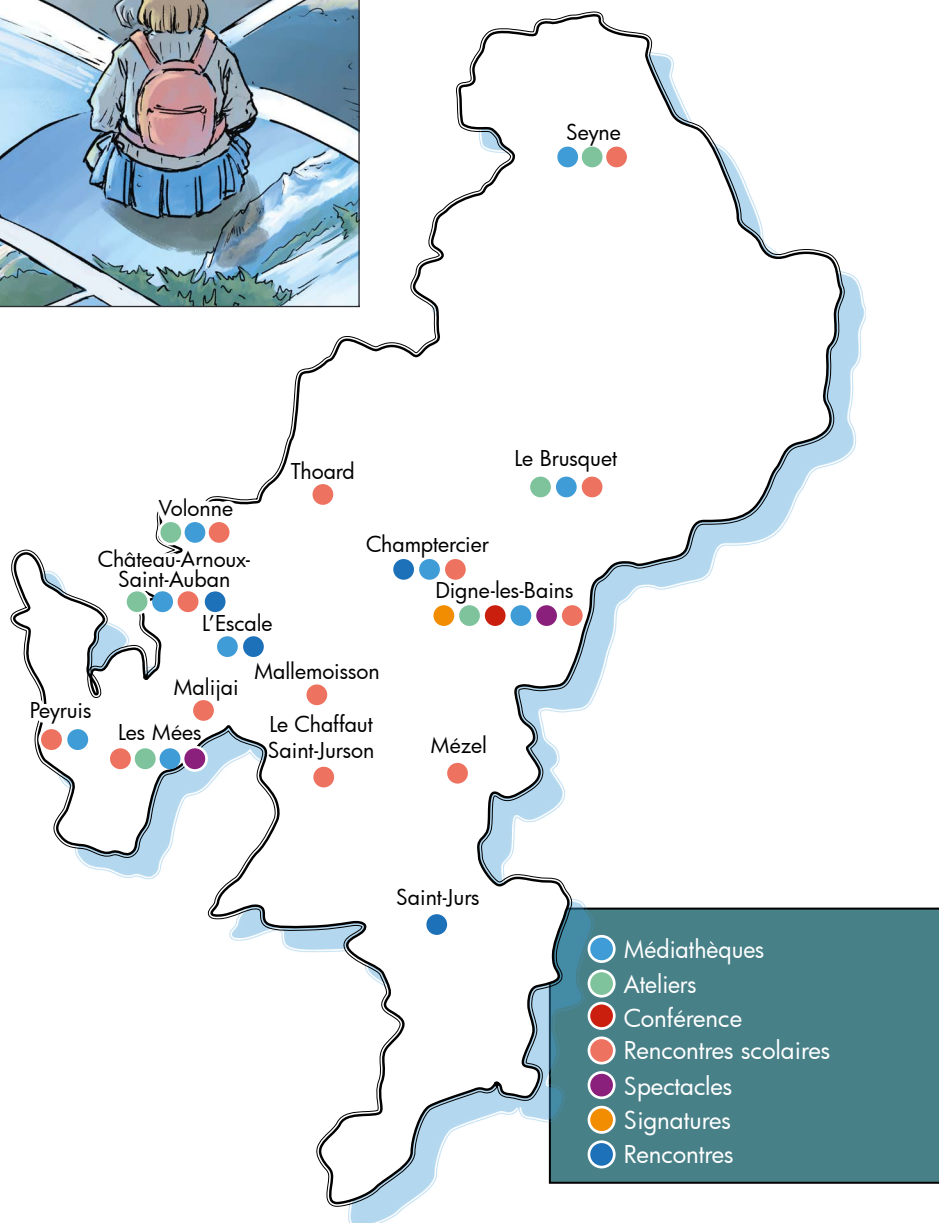 Seyne
Thoard
Le Brusquet
Volonne
Champtercier
Château-Arnoux-
Saint-Auban
Digne-les-Bains
L'Escale
Mallemoisson
Malijai
Peyruis
Le Chaffaut
Saint-Jurson
Les Mées
Mézel
Saint-Jurs
Médiathèques
Ateliers
Conférence
Rencontres scolaires
Spectacles
Signatures
Rencontres